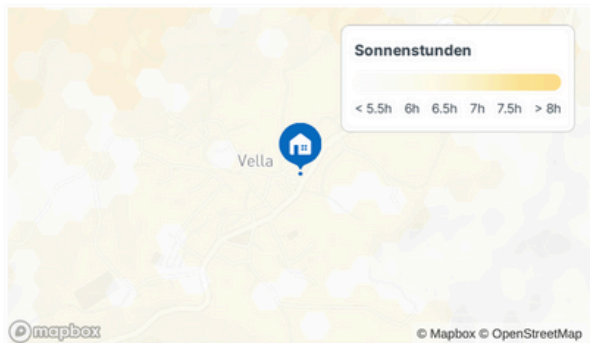 Sonnenstunden
< 5.5h 6h 6.5h 7h 7.5h > 8h
Vella
mapbox
© Mapbox © OpenStreetMap